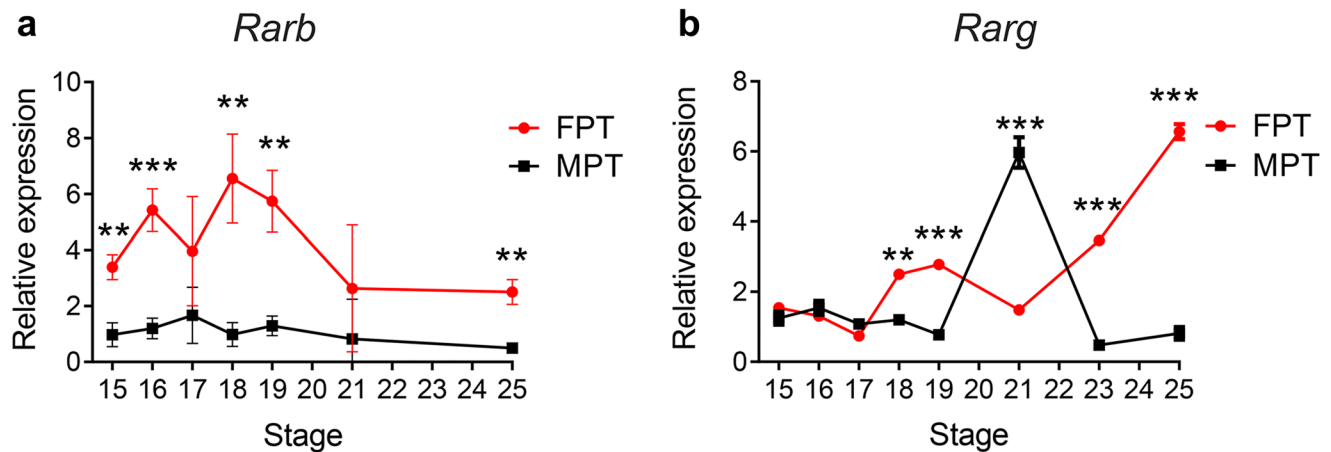 a
Rarb
Relative expression
10
8
6
4
2
0
** *** ** ** **
FPT
MPT
15 16 17 18 19 20 21 22 23 24 25
Stage
b
Rarg
Relative expression
8
6
4
2
0
** *** *** *** ***
FPT
MPT
15 16 17 18 19 20 21 22 23 24 25
Stage